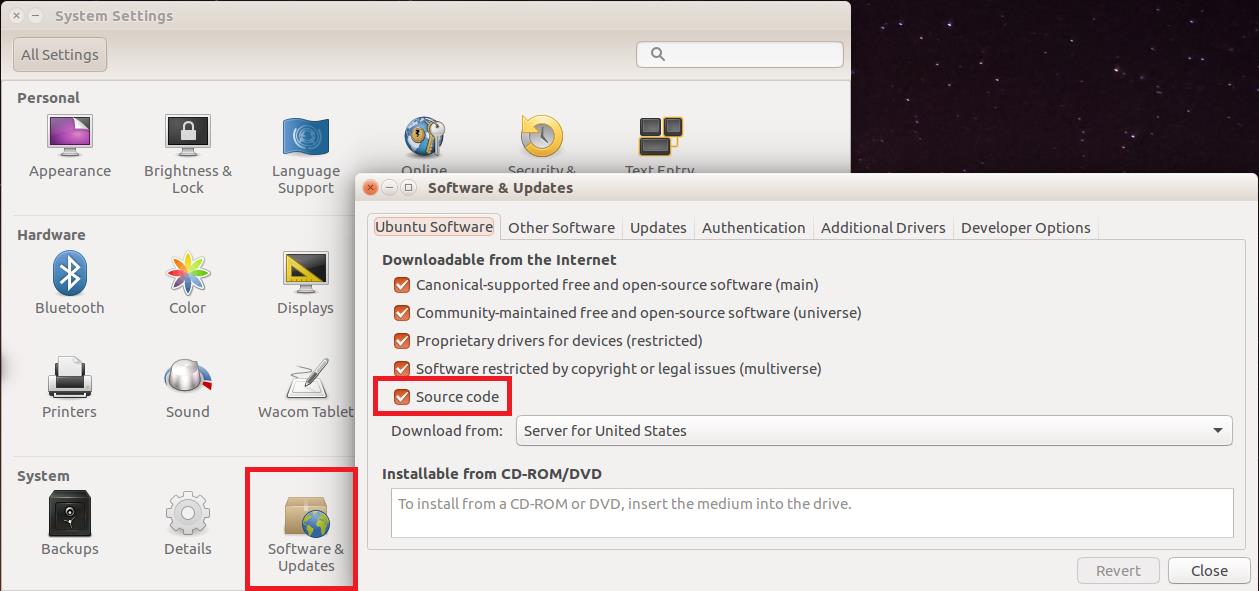 System Settings
All Settings
Personal
Appearance
Brightness &
Lock
Language
Support
Online
Security &
Text Entry
Hardware
Bluetooth
Color
Displays
Printers
Sound
Wacom Tablet
System
Backups
Details
Software &
Updates
Software & Updates
Ubuntu Software
Other Software
Updates
Authentication
Additional Drivers
Developer Options
Downloadable from the Internet
Canonical-supported free and open-source software (main)
Community-maintained free and open-source software (universe)
Proprietary drivers for devices (restricted)
Software restricted by copyright or legal issues (multiverse)
Source code
Download from:
Server for United States
Installable from CD-ROM/DVD
To install from a CD-ROM or DVD, insert the medium into the drive.
Revert
Close